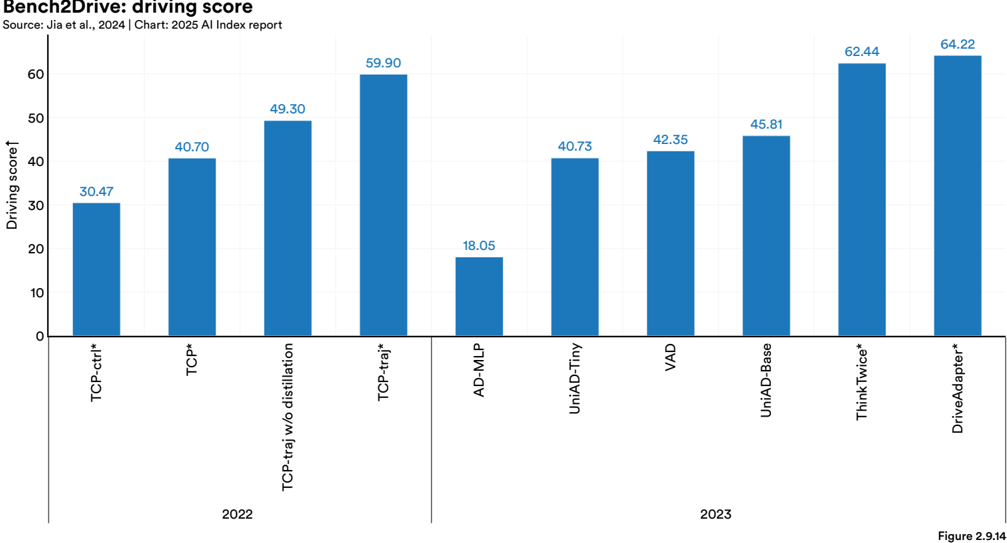 Bench2Drive: driving score
Source: Jia et al., 2024 | Chart: 2025 AI Index report
Driving score↑
60
50
40
30
20
10
0
30.47
40.70
49.30
59.90
18.05
40.73
42.35
45.81
62.44
64.22
TCP-ctrl*
TCP*
TCP-traj w/o distillation
TCP-traj*
AD-MLP
UniAD-Tiny
VAD
UniAD-Base
ThinkTwice*
DriveAdapter*
2022
2023
Figure 2.9.14